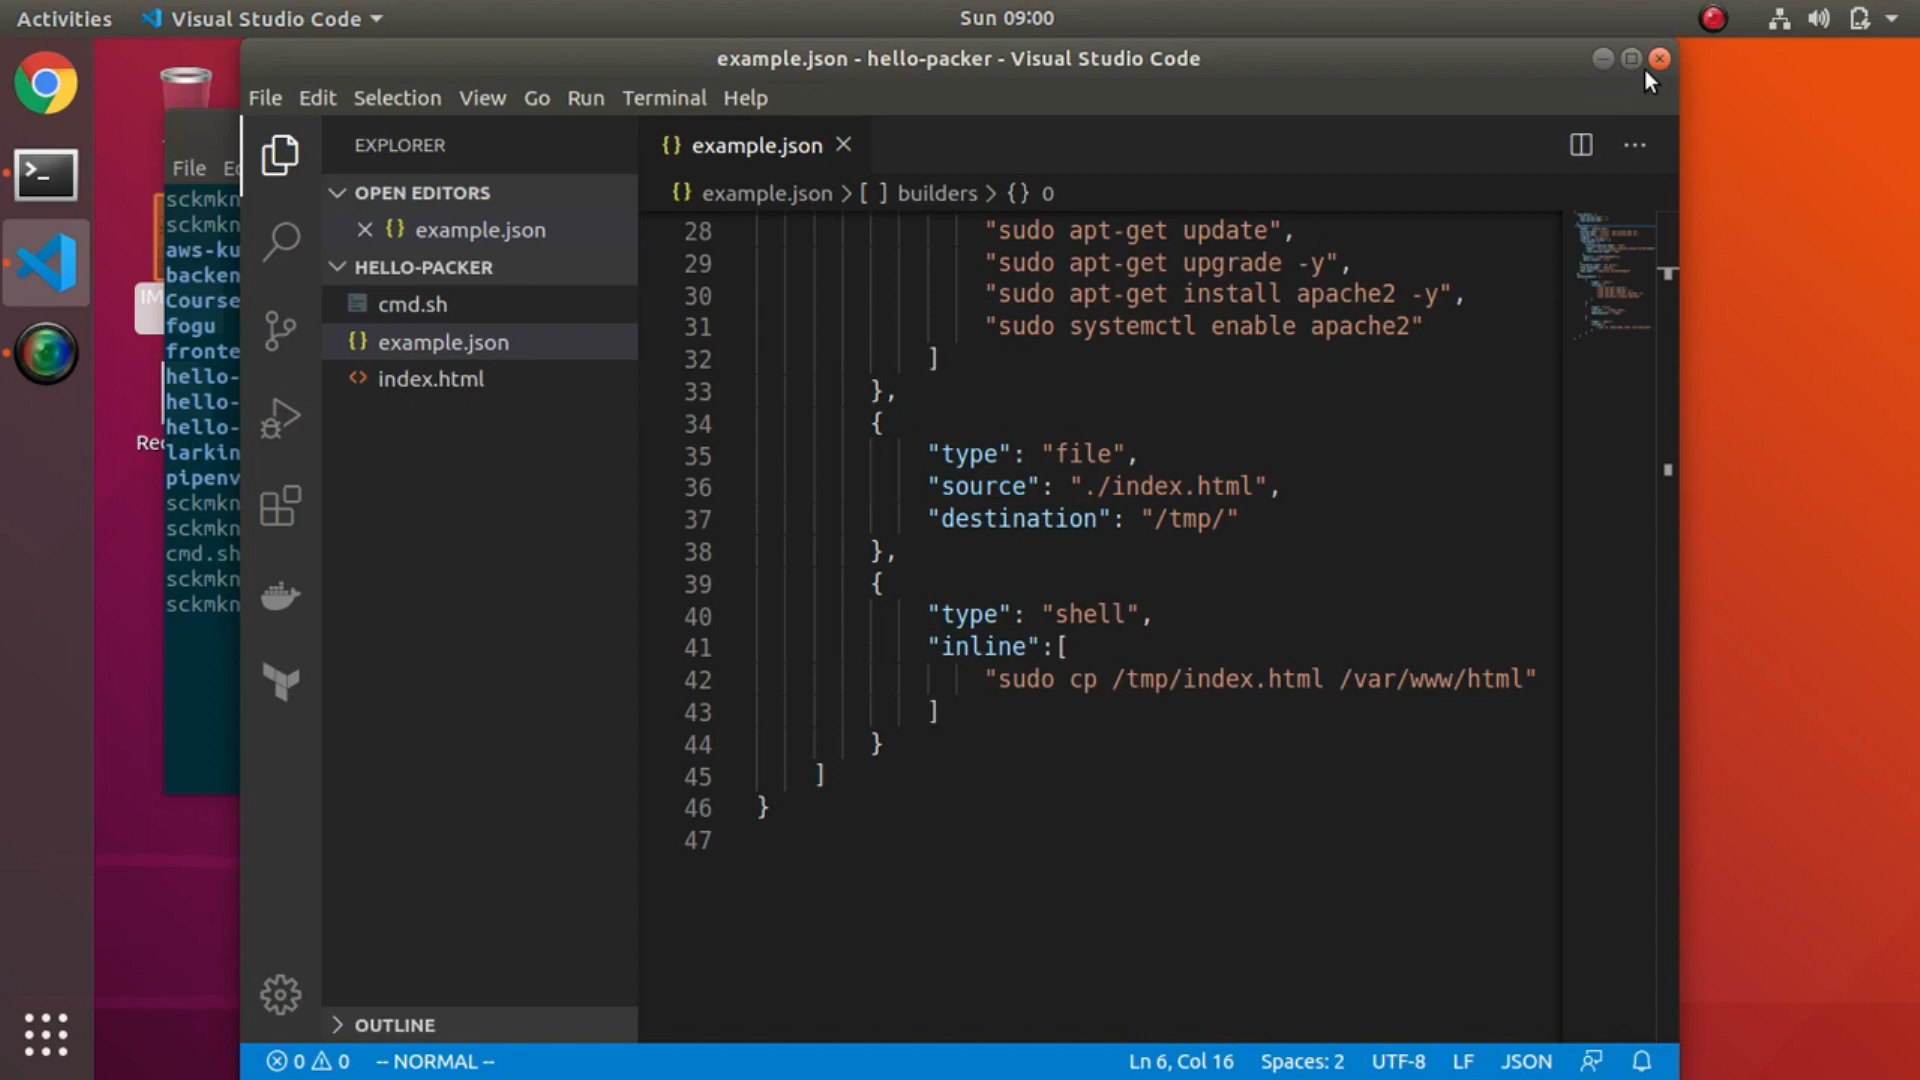 Activities
Visual Studio Code
Sun 09:00
example.json - hello-packer - Visual Studio Code
File Edit Selection View Go Run Terminal Help
File
sckmkn
sckmkn
aws-ku
backen
Course
fogu
fronte
hello-
hello-
hello-
larkin
pipenv
sckmkn
sckmkn
cmd.sh
sckmkn
sckmkn
EXPLORER
OPEN EDITORS
{} example.json
HELLO-PACKER
cmd.sh
{} example.json
<> index.html
OUTLINE
{} example.json
{} example.json > [ ] builders > {} 0
28 "sudo apt-get update",
29 "sudo apt-get upgrade -y",
30 "sudo apt-get install apache2 -y",
31 "sudo systemctl enable apache2"
32 ]
33 },
34 {
35 "type": "file",
36 "source": "./index.html",
37 "destination": "/tmp/"
38 },
39 {
40 "type": "shell",
41 "inline":[
42 "sudo cp /tmp/index.html /var/www/html"
43 ]
44 }
45 ]
46 }
47
0 0 -- NORMAL --
Ln 6, Col 16 Spaces: 2 UTF-8 LF JSON